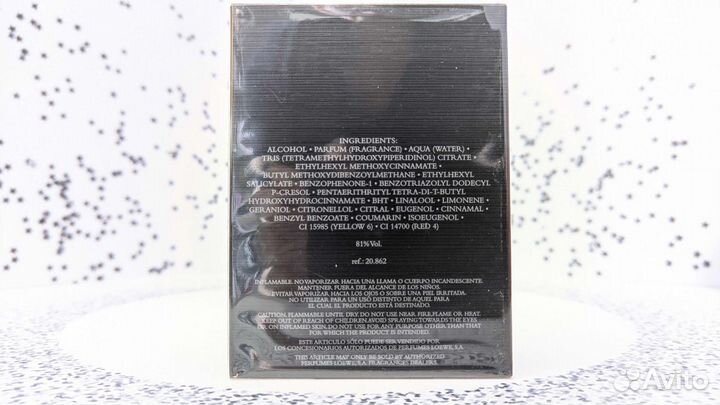 INGREDIENTS:
ALCOHOL • PARFUM (FRAGRANCE) • AQUA (WATER) •
TRIS (TETRAMETHYLHYDROXYPIPERIDINOL) CITRATE •
ETHYLHEXYL METHOXYCINNAMATE •
BUTYL METHOXYDIBENZOYLMETHANE • ETHYLHEXYL
SALICYLATE • BENZOPHENONE-1 • BENZOTRIAZOLYL DODECYL
P-CRESOL • PENTAERITHRITYL TETRA-DI-T-BUTYL
HYDROXYHYDROCINNAMATE • BHT • LINALOOL • LIMONENE •
GERANIOL • CITRONELLOL • CITRAL • EUGENOL • CINNAMAL •
BENZYL BENZOATE • COUMARIN • ISOEUGENOL •
CI 15985 (YELLOW 6) • CI 14700 (RED 4)
81% Vol.
ref.: 20.862
INFLAMABLE. NO VAPORIZAR HACIA UNA LLAMA O CUERPO INCANDESCENTE.
MANTENER FUERA DEL ALCANCE DE LOS NIÑOS.
EVITAR VAPORIZAR HACIA LOS OJOS O SOBRE UNA PIEL IRRITADA.
NO UTILIZAR PARA UN USO DISTINTO DE AQUEL PARA
EL CUAL EL PRODUCTO ESTÁ DESTINADO.
CAUTION. FLAMMABLE UNTIL DRY. DO NOT USE NEAR FIRE, FLAME OR HEAT.
KEEP OUT OF REACH OF CHILDREN. AVOID SPRAYING TOWARDS THE EYES
OR, ON INFLAMED SKIN. DO NOT USE FOR ANY PURPOSE OTHER THAN THAT
FOR WHICH THE PRODUCT IS INTENDED.
ESTE ARTICULO SÓLO PUEDE SER VENDIDO POR
LOS CONCESIONARIOS AUTORIZADOS DE PERFUMES LOEWE, S.A.
THIS ARTICLE MAY ONLY BE SOLD BY AUTHORIZED
PERFUMES LOEWE, S.A. FRAGRANCES DEALERS.
Avito